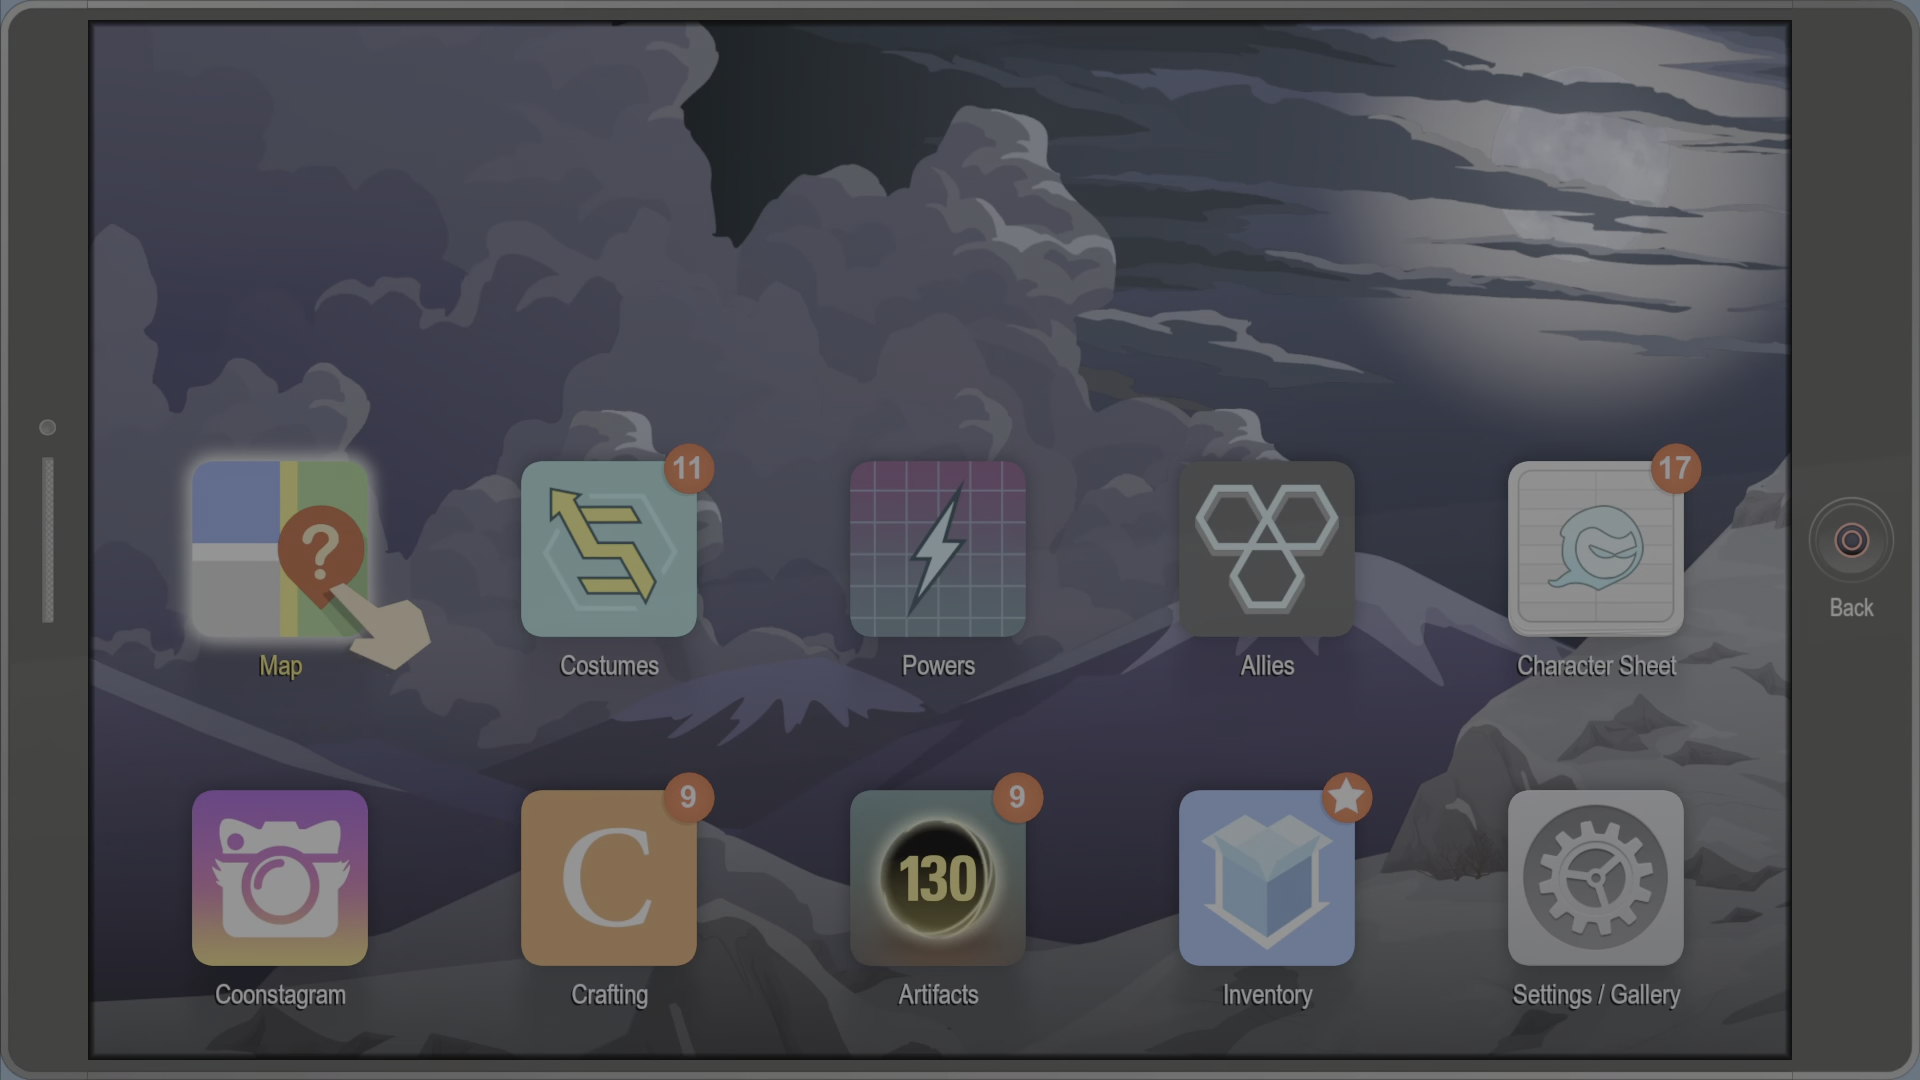 11
17
?
Map
Costumes
Powers
Allies
Character Sheet
Back
9
9
C
130
Coonstagram
Crafting
Artifacts
Inventory
Settings / Gallery